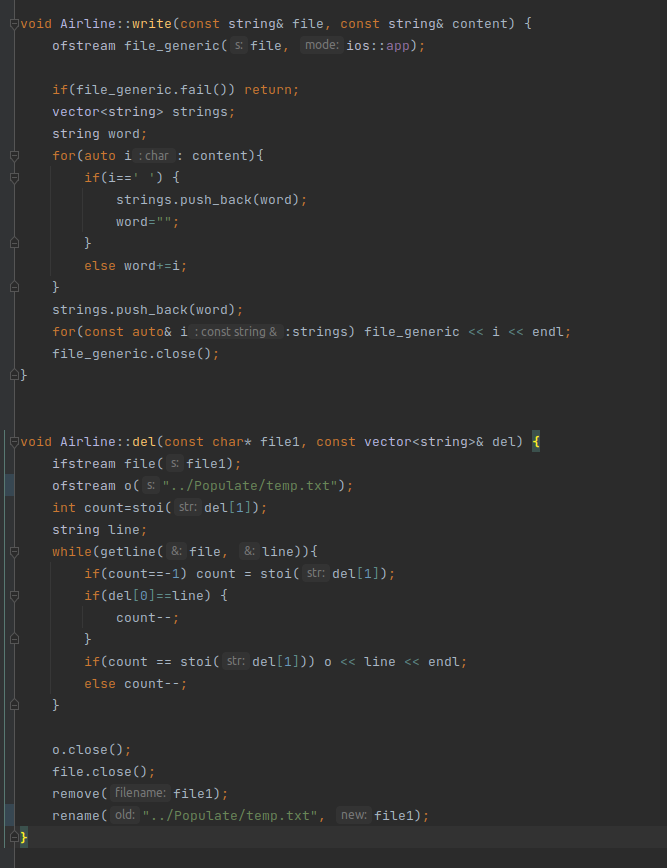 void Airline::write(const string& file, const string& content) {
    ofstream file_generic( s: file, mode: ios::app);

    if(file_generic.fail()) return;
    vector<string> strings;
    string word;
    for(auto i : char : content){
        if(i==' ') {
            strings.push_back(word);
            word="";
        }
        else word+=i;
    }
    strings.push_back(word);
    for(const auto& i : const string & :strings) file_generic << i << endl;
    file_generic.close();
}

void Airline::del(const char* file1, const vector<string>& del) {
    ifstream file( s: file1);
    ofstream o( s: "../Populate/temp.txt");
    int count=stoi( str: del[1]);
    string line;
    while(getline( &: file, &: line)){
        if(count==-1) count = stoi( str: del[1]);
        if(del[0]==line) {
            count--;
        }
        if(count == stoi( str: del[1])) o << line << endl;
        else count--;
    }

    o.close();
    file.close();
    remove( filename: file1);
    rename( old: "../Populate/temp.txt", new: file1);
}